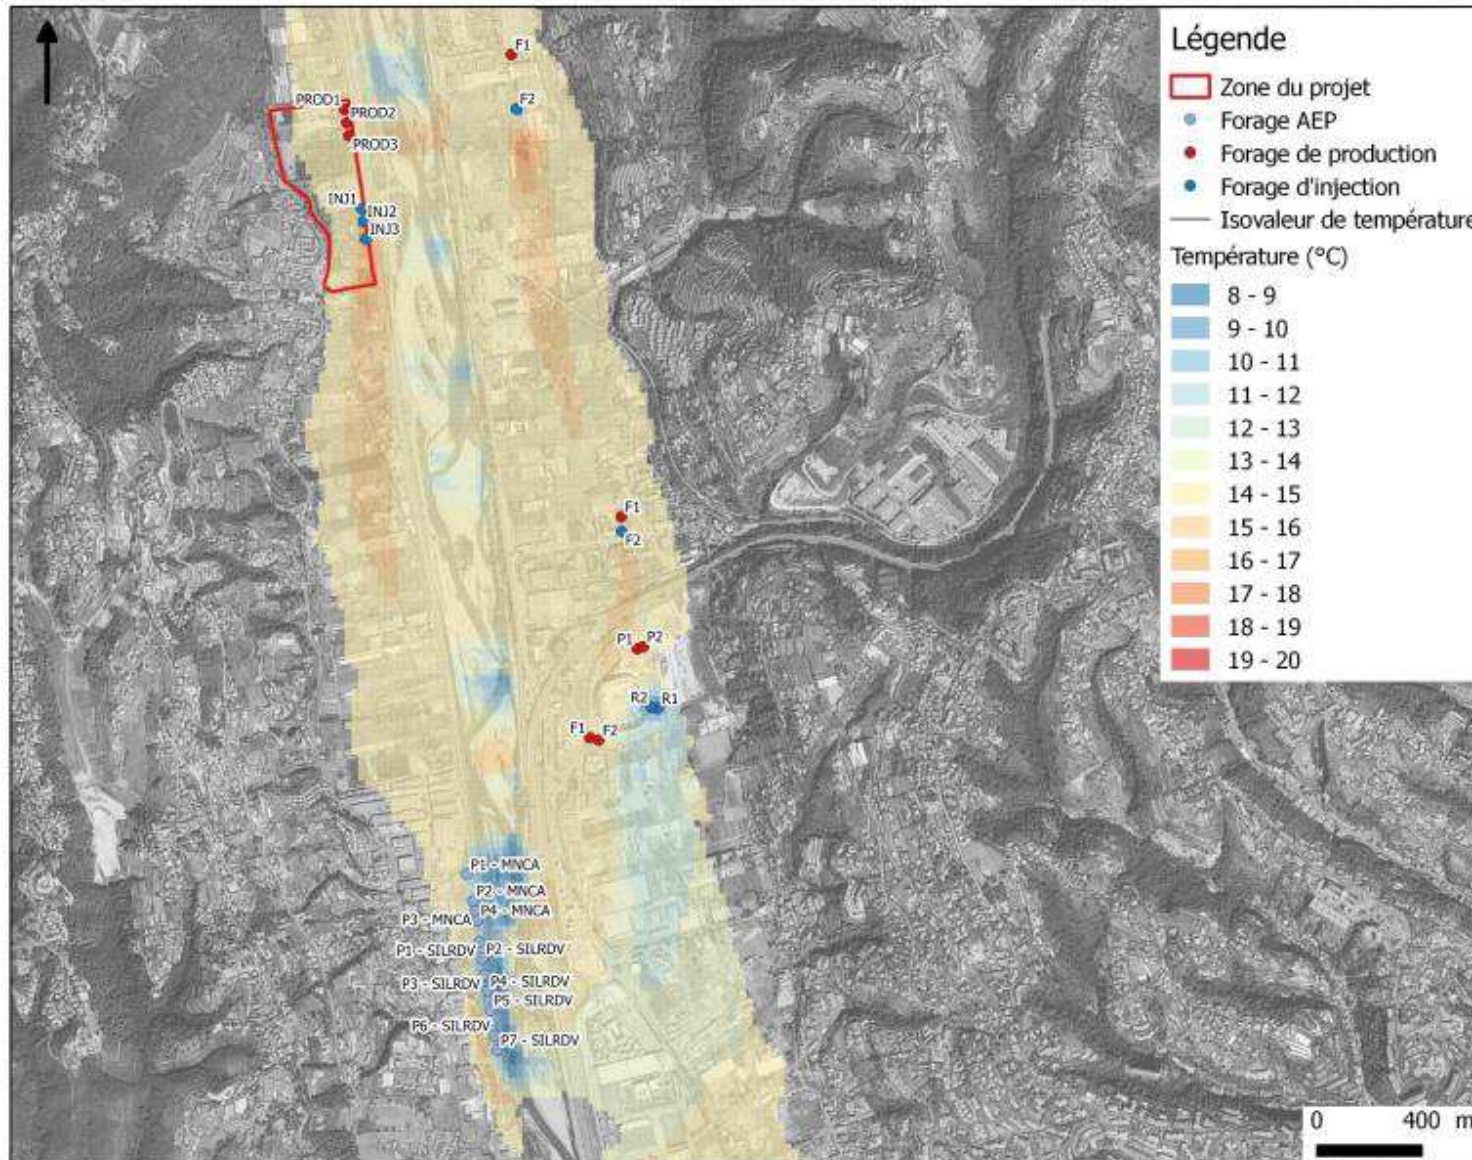 Légende
Zone du projet
Forage AEP
Forage de production
Forage d'injection
Isovaleur de température
Température (°C)
8 - 9
9 - 10
10 - 11
11 - 12
12 - 13
13 - 14
14 - 15
15 - 16
16 - 17
17 - 18
18 - 19
19 - 20
F1
F2
PROD1
PROD2
PROD3
INJ1
INJ2
INJ3
F1
F2
P1
P2
R2
R1
F1
F2
P1 - MNCA
P2 - MNCA
P3 - MNCA
P4 - MNCA
P1 - SILRDV
P2 - SILRDV
P3 - SILRDV
P4 - SILRDV
P5 - SILRDV
P6 - SILRDV
P7 - SILRDV
0 400 m